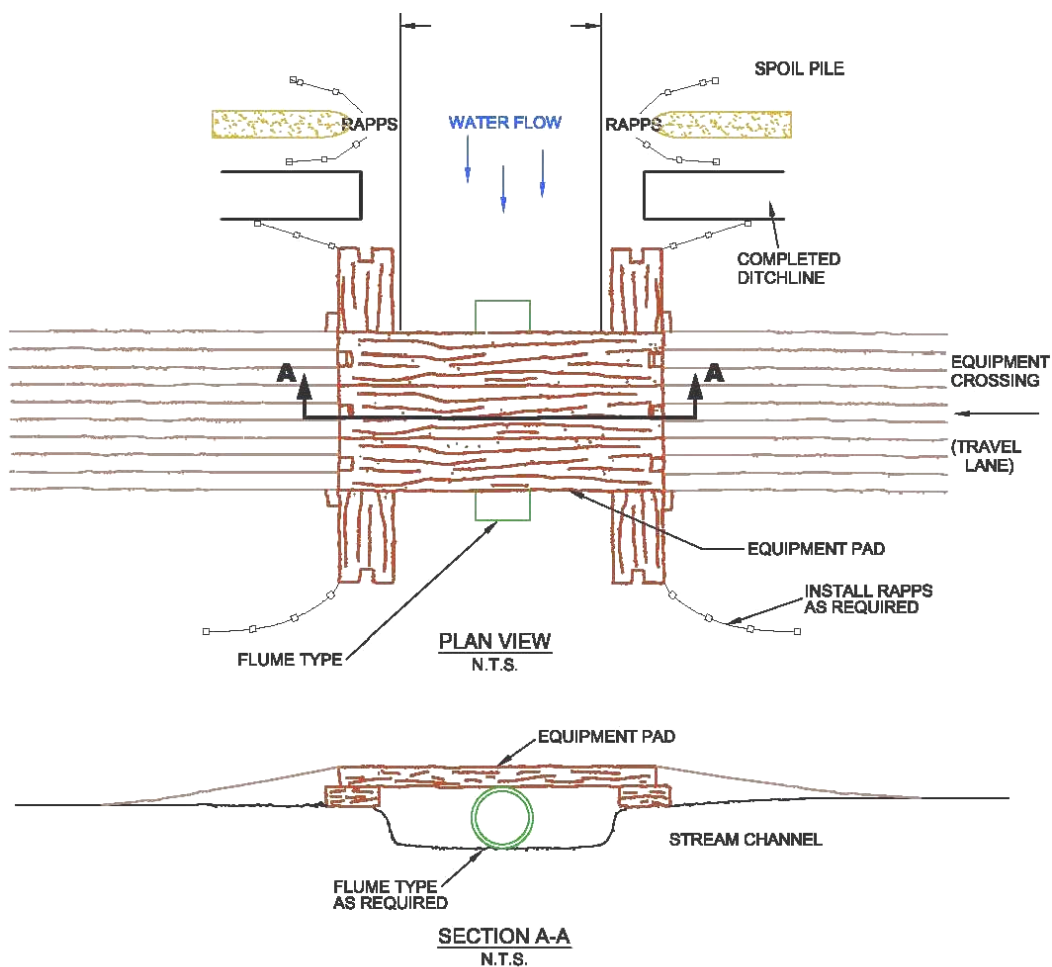 SPOIL PILE
RAPPS
WATER FLOW
RAPPS
COMPLETED
DITCHLINE
A
A
EQUIPMENT
CROSSING
(TRAVEL
LANE)
EQUIPMENT PAD
INSTALL RAPPS
AS REQUIRED
FLUME TYPE
PLAN VIEW
N.T.S.
EQUIPMENT PAD
STREAM CHANNEL
FLUME TYPE
AS REQUIRED
SECTION A-A
N.T.S.